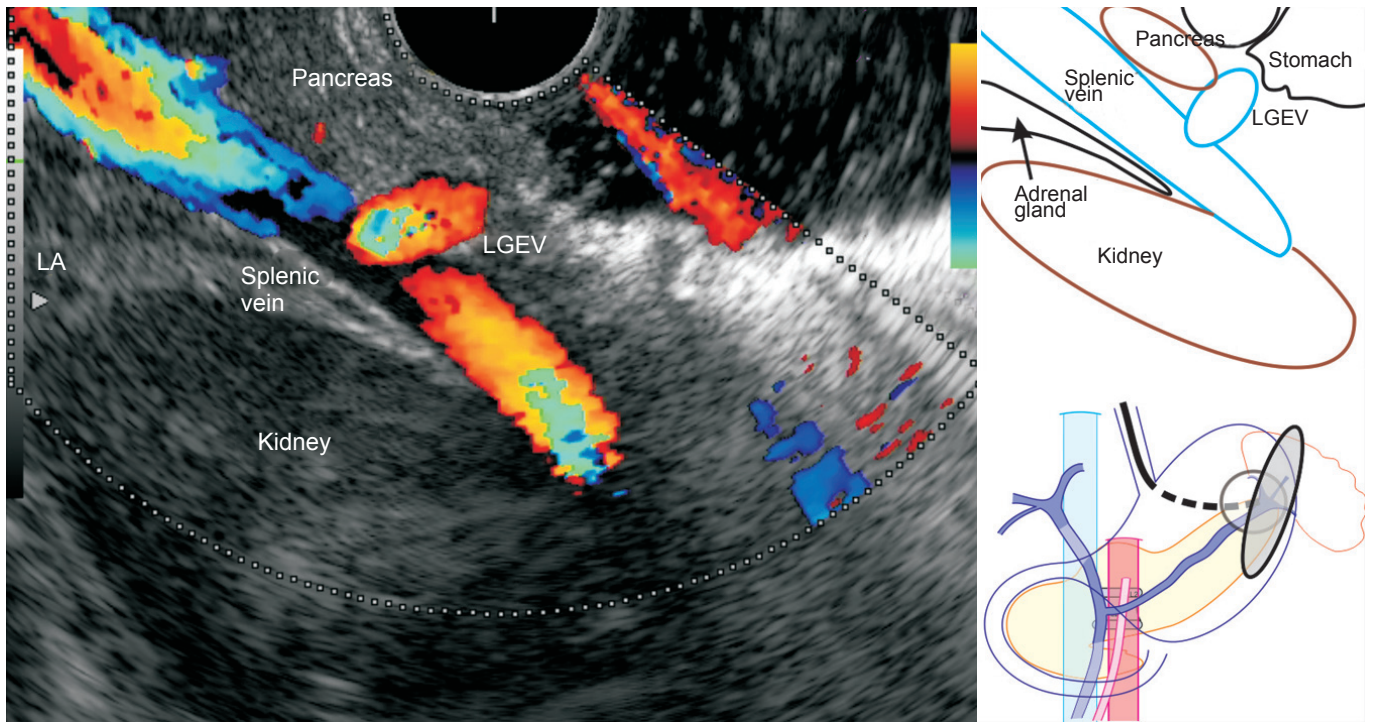 Pancreas
LGEV
LA
Splenic
vein
Kidney
Pancreas
Stomach
Splenic
vein
LGEV
Adrenal
gland
Kidney